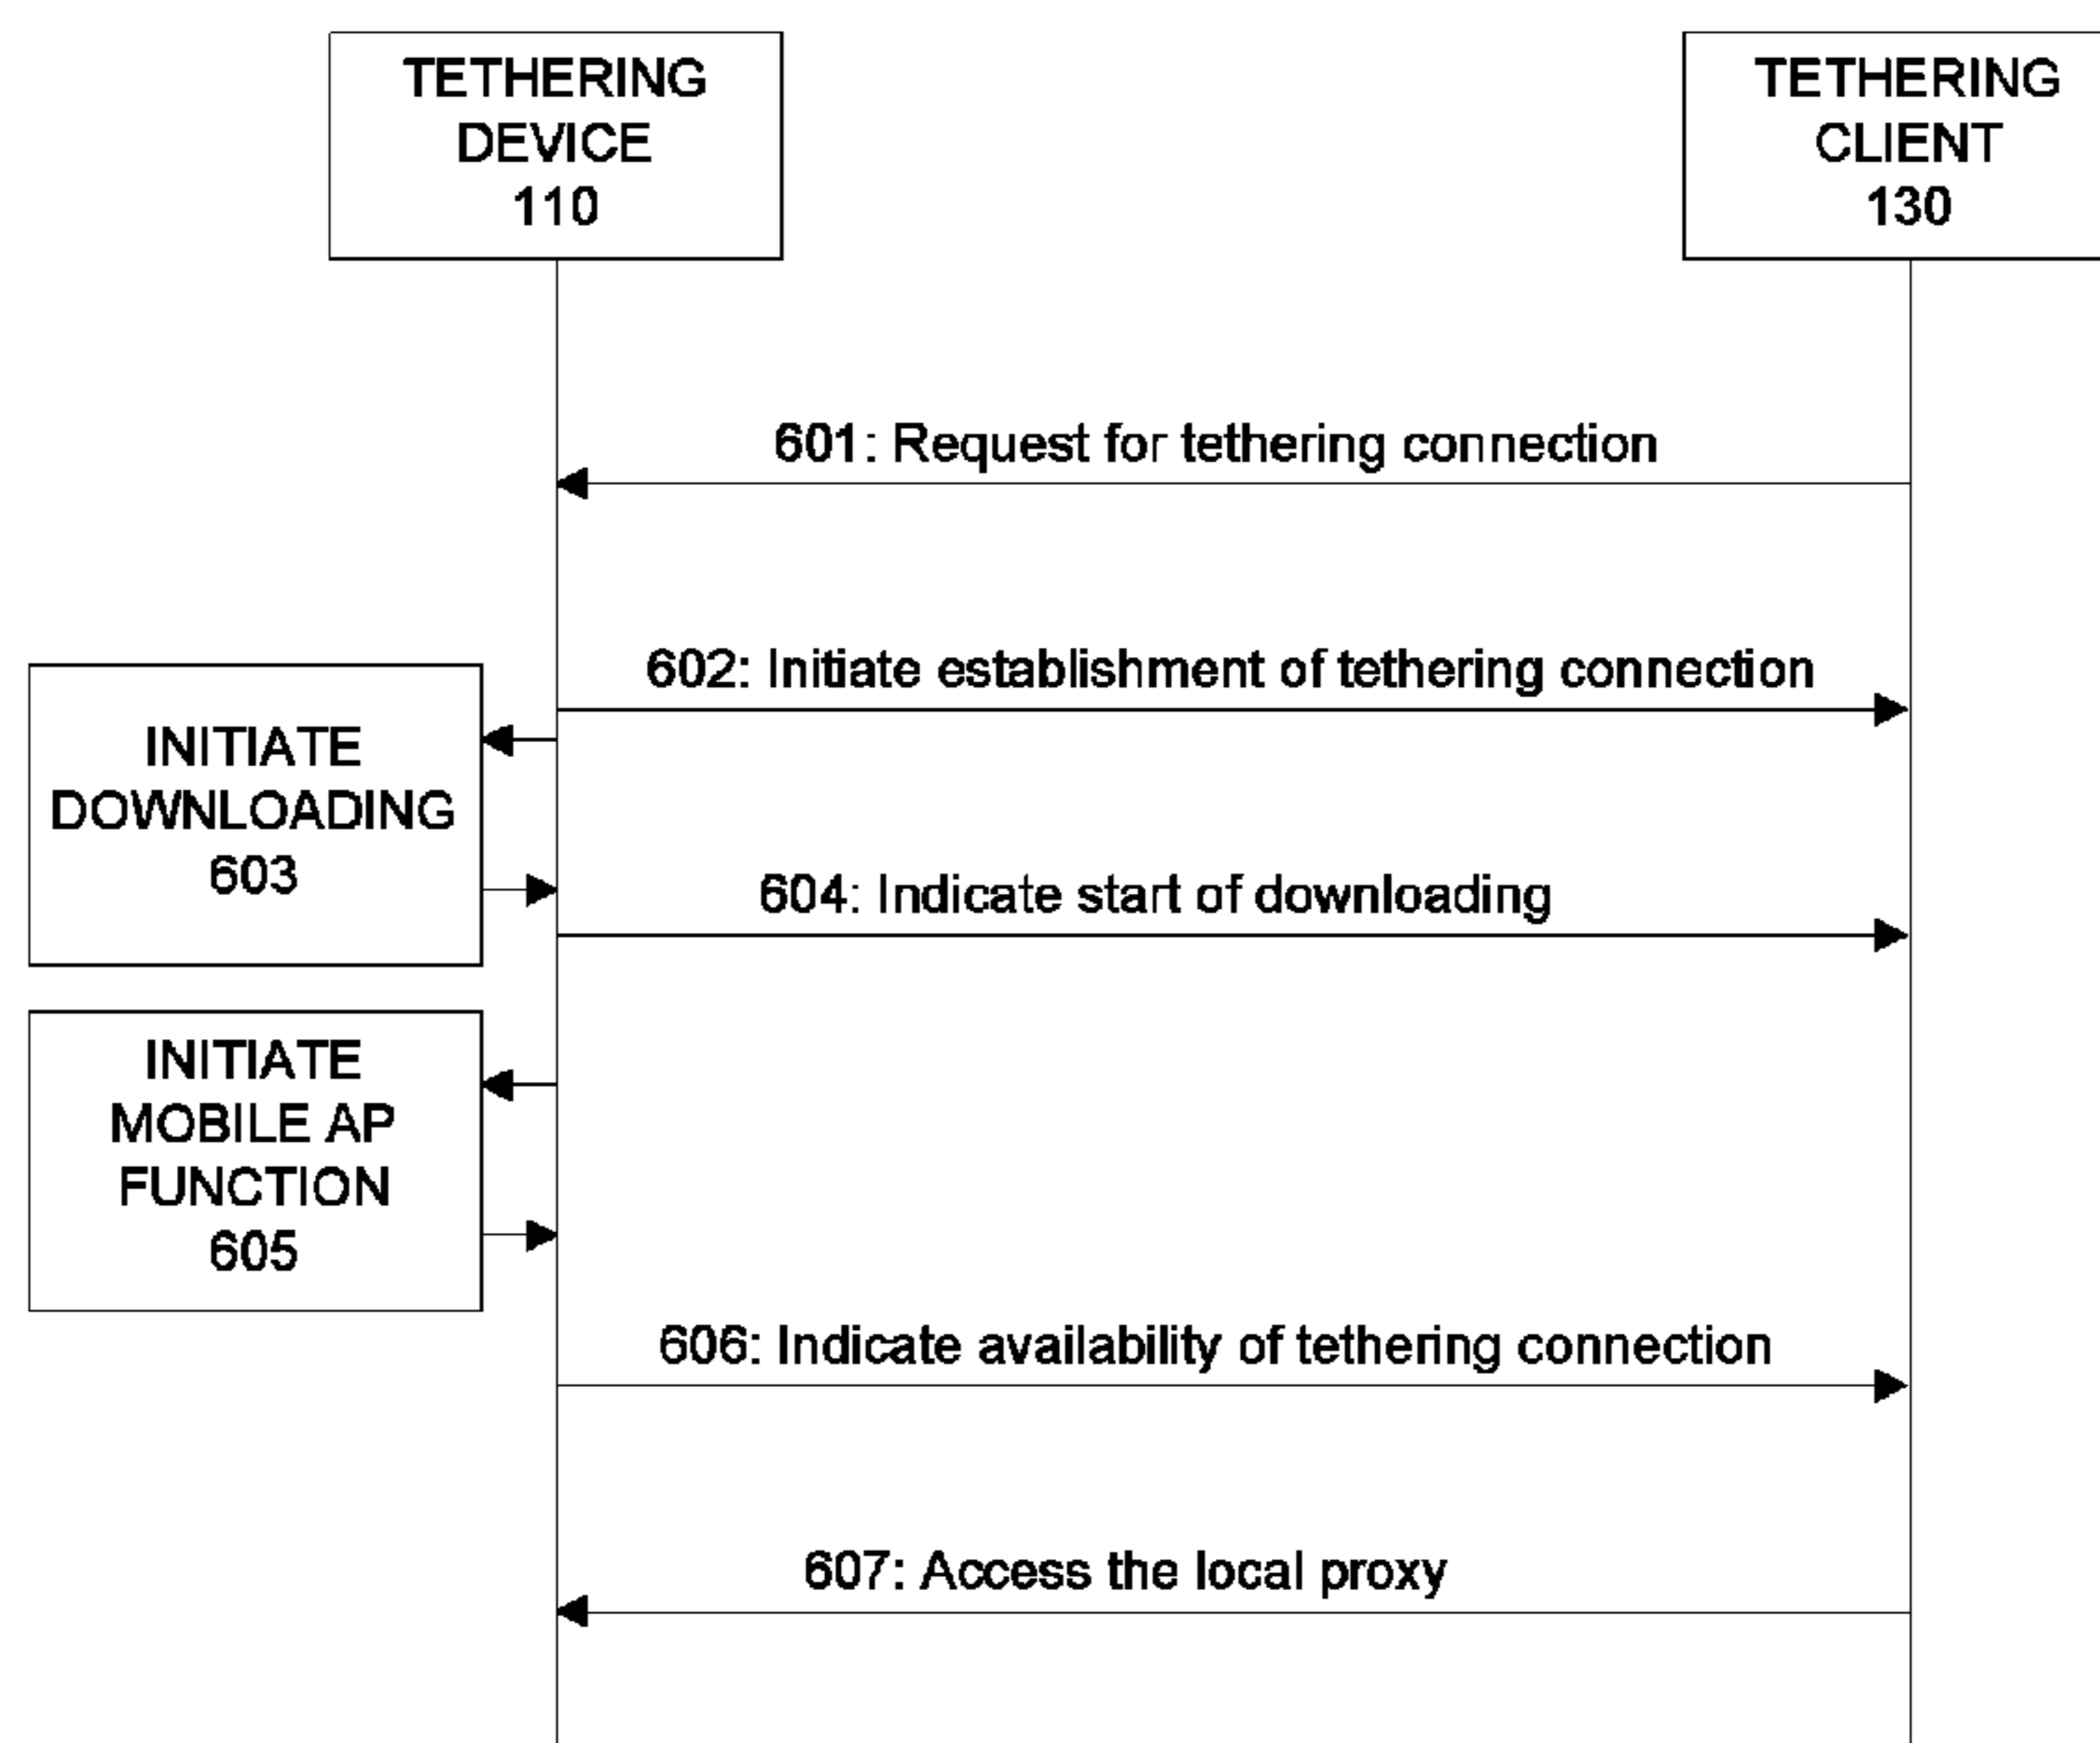 TETHERING
DEVICE
110
TETHERING
CLIENT
130
601: Request for tethering connection
602: Initiate establishment of tethering connection
INITIATE
DOWNLOADING
603
604: Indicate start of downloading
INITIATE
MOBILE AP
FUNCTION
605
606: Indicate availability of tethering connection
607: Access the local proxy